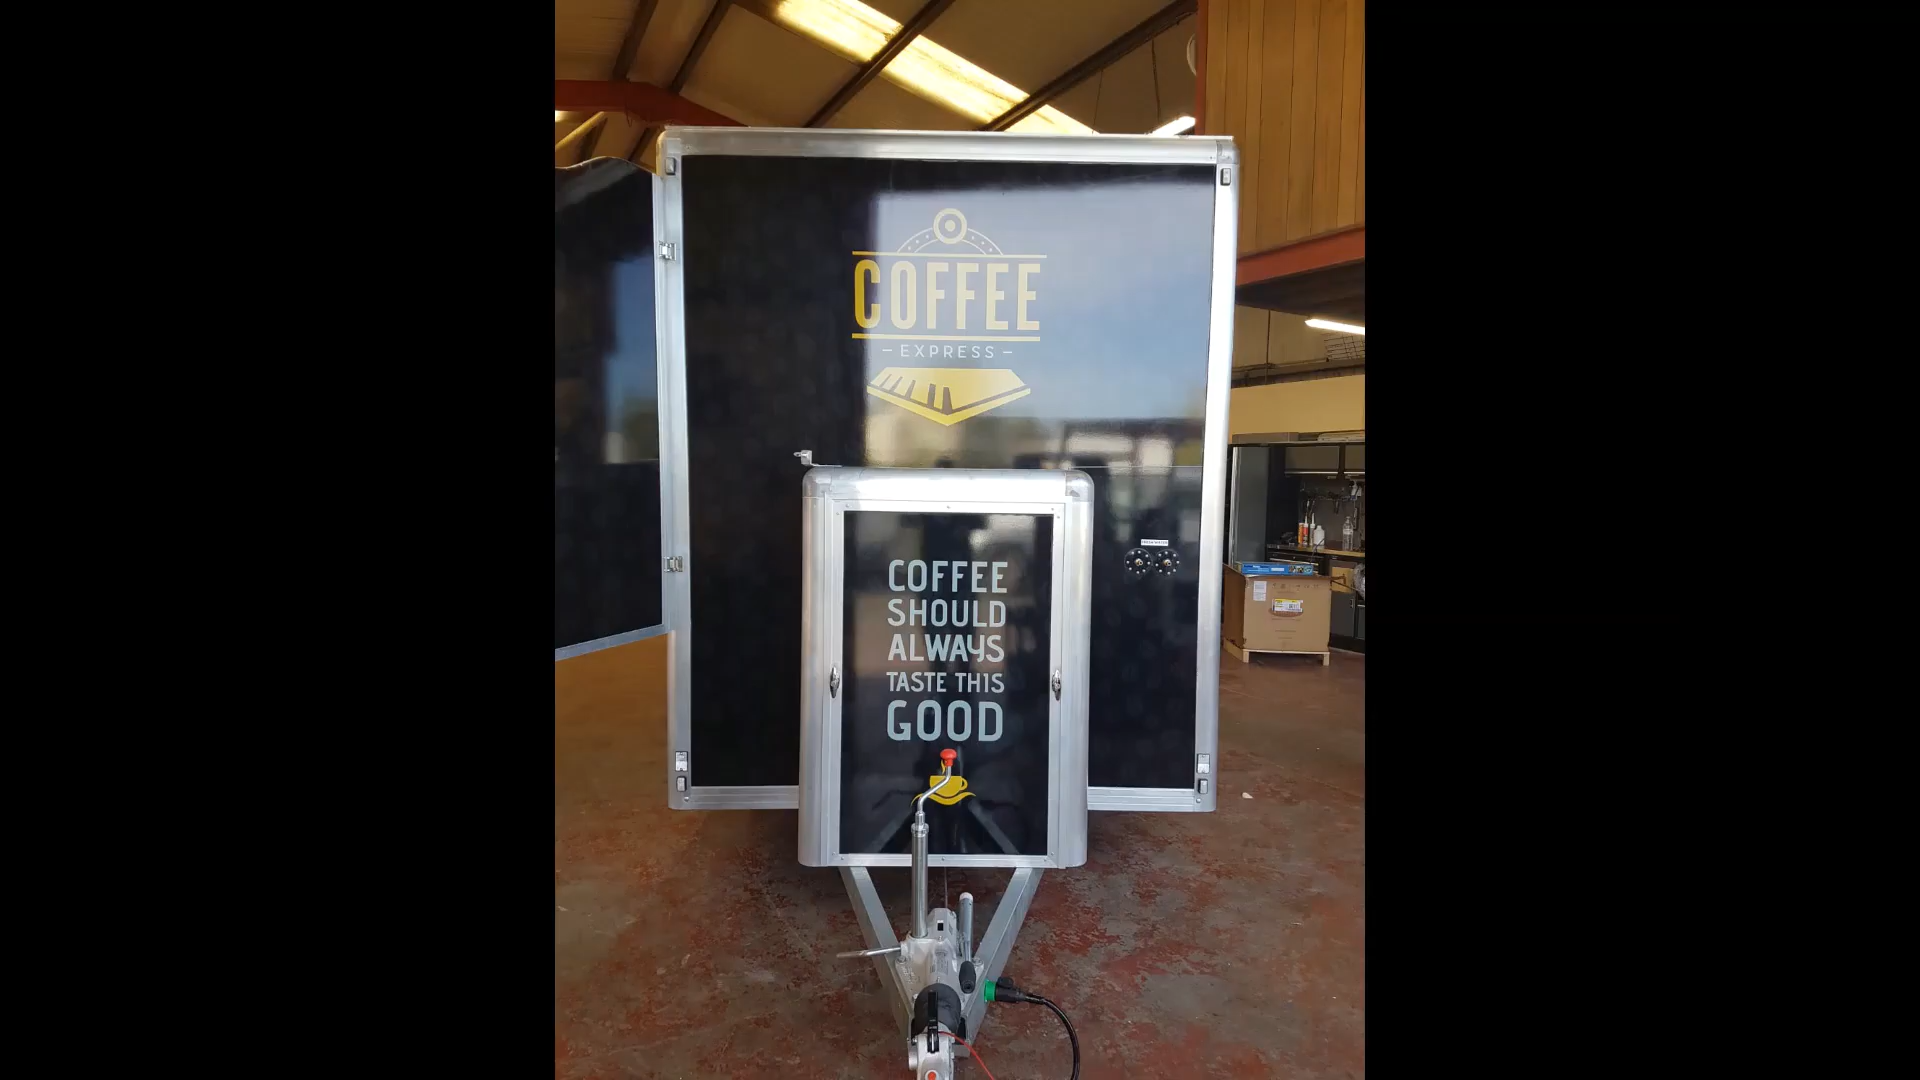 COFFEE
– EXPRESS –
COFFEE
SHOULD
ALWAYS
TASTE THIS
GOOD